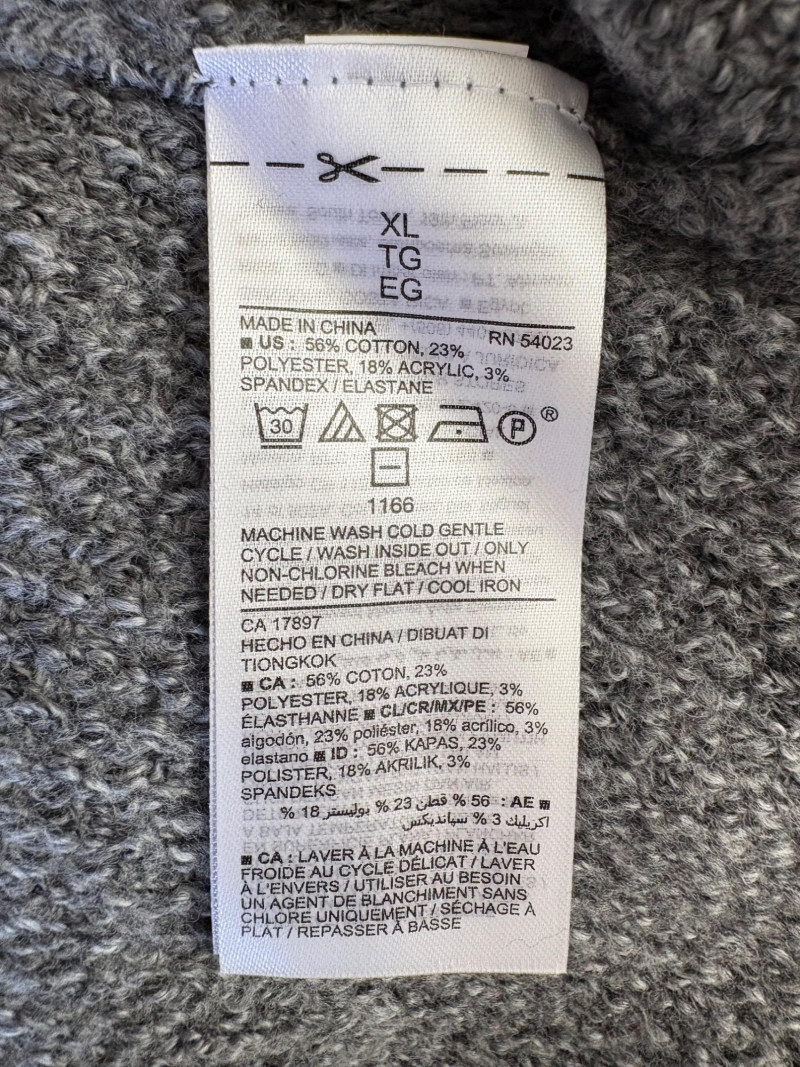 XL
TG
EG
MADE IN CHINA RN 54023
■ US : 56% COTTON, 23%
POLYESTER, 18% ACRYLIC, 3%
SPANDEX / ELASTANE
30 P ®
1166
MACHINE WASH COLD GENTLE
CYCLE / WASH INSIDE OUT / ONLY
NON-CHLORINE BLEACH WHEN
NEEDED / DRY FLAT / COOL IRON
CA 17897
HECHO EN CHINA / DIBUAT DI
TIONGKOK
■ CA : 56% COTON, 23%
POLYESTER, 18% ACRYLIQUE, 3%
ÉLASTHANNE ■ CL/CR/MX/PE : 56%
algodón, 23% poliéster, 18% acrílico, 3%
elastano ■ ID : 56% KAPAS, 23%
POLISTER, 18% AKRILIK, 3%
SPANDEKS
■ AE : 56 % قطن 23 % بوليستر 18 %
اكريليك 3 % سباندبكس
■ CA : LAVER À LA MACHINE À L'EAU
FROIDE AU CYCLE DÉLICAT / LAVER
À L'ENVERS / UTILISER AU BESOIN
UN AGENT DE BLANCHIMENT SANS
CHLORE UNIQUEMENT / SÉCHAGE À
PLAT / REPASSER À BASSE